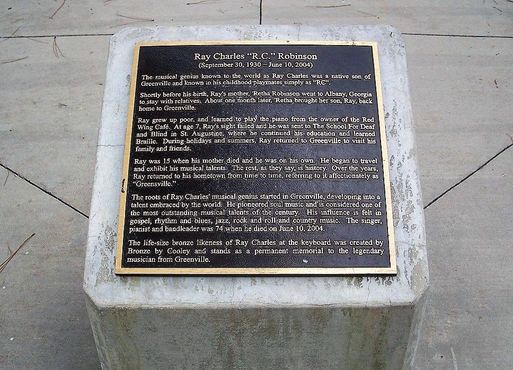 Ray Charles "R.C." Robinson
(September 30, 1930 – June 10, 2004)
The musical genius known to the world as Ray Charles was a native son of
Greenville and known to his childhood playmates simply as "RC".
Shortly before his birth, Ray's mother, 'Retha Robinson went to Albany, Georgia
to stay with relatives. About one month later, 'Retha brought her son, Ray, back
home to Greenville.
Ray grew up poor, and learned to play the piano from the owner of the Red
Wing Café. At age 7, Ray's sight failed and he was sent to The School For Deaf
and Blind in St. Augustine, where he continued his education and learned
Braille. During holidays and summers, Ray returned to Greenville to visit his
family and friends.
Ray was 15 when his mother died and he was on his own. He began to travel
and exhibit his musical talents. The rest, as they say, is history. Over the years,
Ray returned to his hometown from time to time, referring to it affectionately as
"Greensville."
The roots of Ray Charles' musical genius started in Greenville, developing into a
talent embraced by the world. He pioneered soul music and is considered one of
the most outstanding musical talents of the century. His influence is felt in
gospel, rhythm and blues, jazz, rock and roll and country music. The singer,
pianist and bandleader was 74 when he died on June 10, 2004.
The life-size bronze likeness of Ray Charles at the keyboard was created by
Bronze by Cooley and stands as a permanent memorial to the legendary
musician from Greenville.